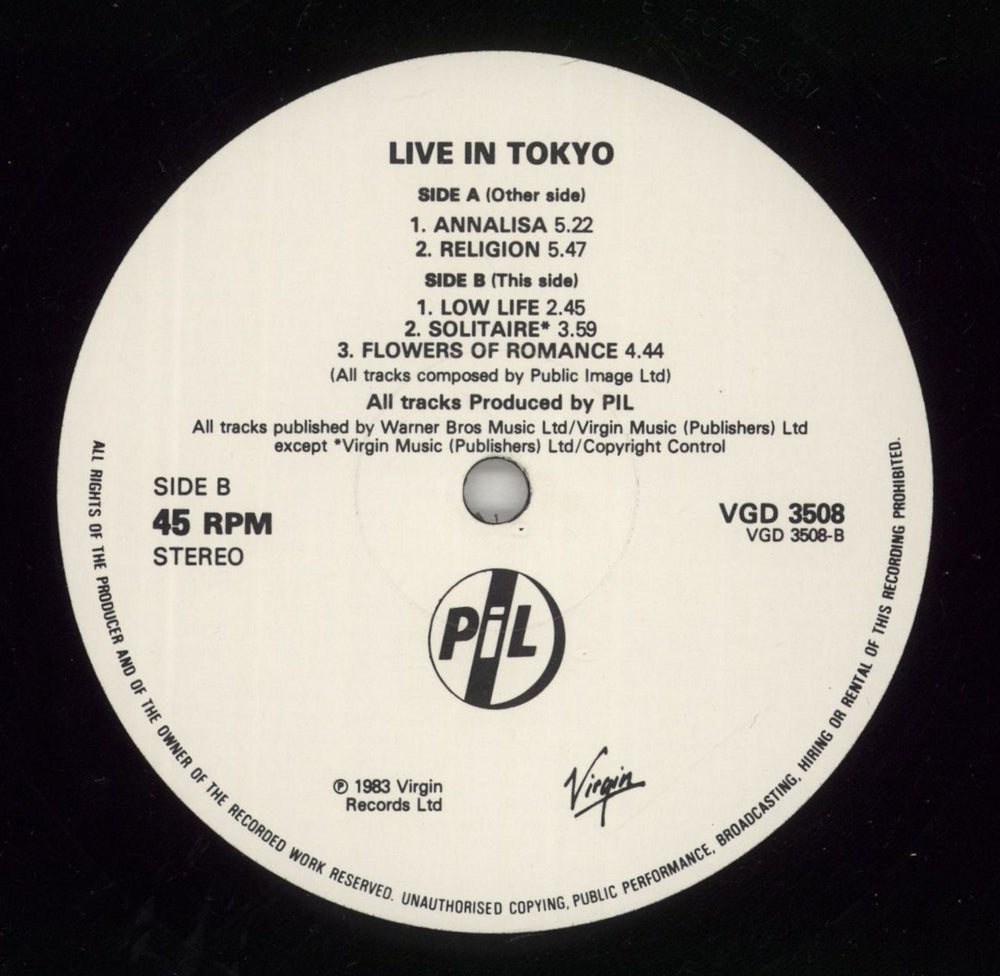 LIVE IN TOKYO
SIDE A (Other side)
1. ANNALISA 5.22
2. RELIGION 5.47
SIDE B (This side)
1. LOW LIFE 2.45
2. SOLITAIRE* 3.59
3. FLOWERS OF ROMANCE 4.44
(All tracks composed by Public Image Ltd)
All tracks Produced by PIL
All tracks published by Warner Bros Music Ltd/Virgin Music (Publishers) Ltd
except *Virgin Music (Publishers) Ltd/Copyright Control
SIDE B
45 RPM
STEREO
VGD 3508
VGD 3508-B
PiL
℗ 1983 Virgin
Records Ltd
Virgin
ALL RIGHTS OF THE PRODUCER AND OF THE OWNER OF THE RECORDED WORK RESERVED. UNAUTHORISED COPYING, PUBLIC PERFORMANCE, BROADCASTING, HIRING OR RENTAL OF THIS RECORDING PROHIBITED.